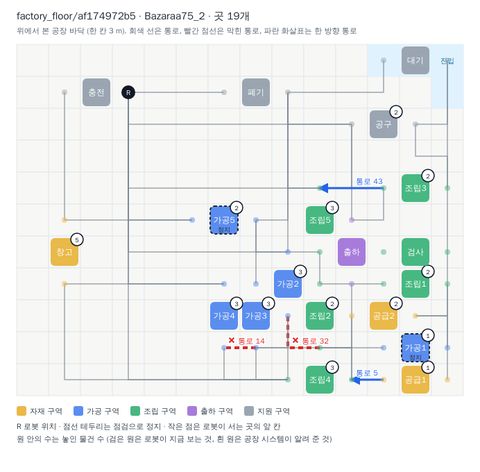 factory_floor/af174972b5 · Bazaraa75_2 · 곳 19개
위에서 본 공장 바닥 (한 칸 3 m). 회색 선은 통로, 빨간 점선은 막힌 통로, 파란 화살표는 한 방향 통로
대기
진입
충전
R
폐기
공구
2
통로 43
조립3
2
가공5
2
정지
조립5
3
창고
5
출하
검사
가공2
3
조립1
2
가공4
3
가공3
3
조립2
2
공급2
2
통로 14
통로 32
가공1
1
정지
조립4
3
통로 5
공급1
1
자재 구역
가공 구역
조립 구역
출하 구역
지원 구역
R 로봇 위치 · 점선 테두리는 점검으로 정지 · 작은 점은 로봇이 서는 곳의 앞 칸
원 안의 수는 놓인 물건 수 (검은 원은 로봇이 지금 보는 것, 흰 원은 공장 시스템이 알려 준 것)